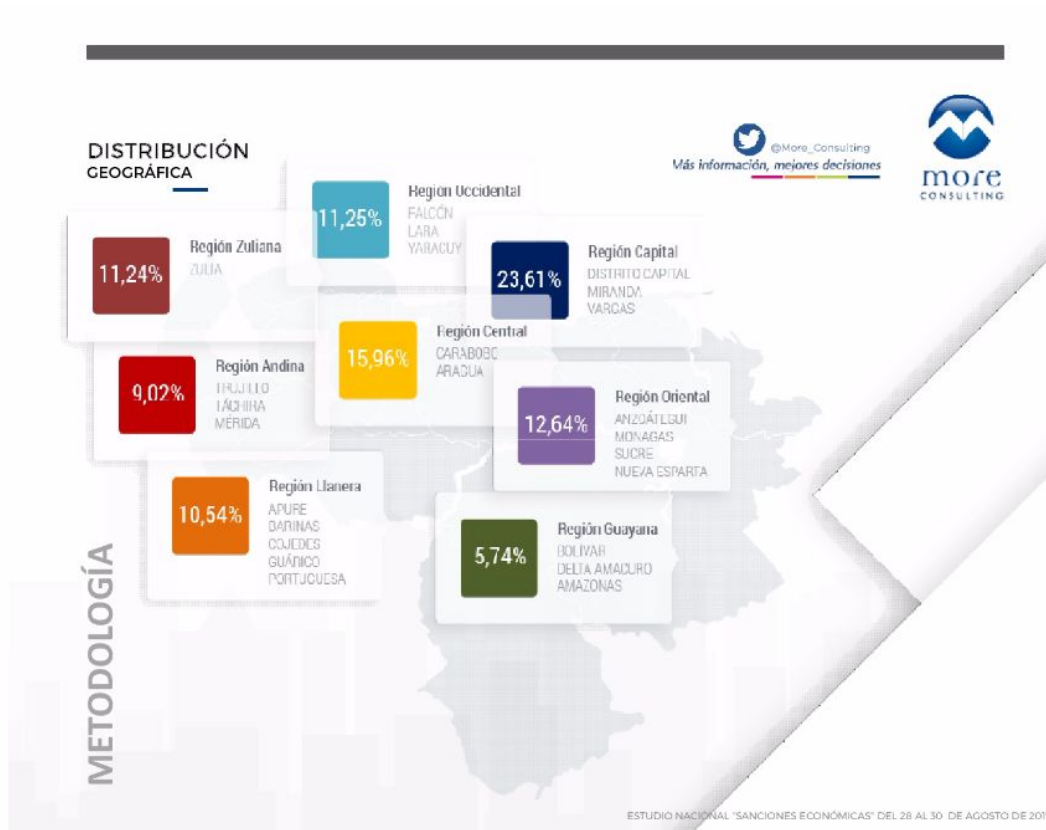 DISTRIBUCIÓN
GEOGRÁFICA
@More_Consulting
Más información, mejores decisiones
more
CONSULTING
11,25%
Región Occidental
FALCÓN
LARA
YARACUY
11,24%
Región Zuliana
ZULIA
23,61%
Región Capital
DISTRITO CAPITAL
MIRANDA
VARGAS
15,96%
Región Central
CARABOBO
ARAGUA
9,02%
Región Andina
TRUJILLO
TÁCHIRA
MÉRIDA
12,64%
Región Oriental
ANZOÁTEGUI
MONAGAS
SUCRE
NUEVA ESPARTA
10,54%
Región Llanera
APURE
BARINAS
COJEDES
GUÁRICO
PORTUGUESA
5,74%
Región Guayana
BOLÍVAR
DELTA AMACURO
AMAZONAS
METODOLOGÍA
ESTUDIO NACIONAL "SANCIONES ECONÓMICAS" DEL 28 AL 30 DE AGOSTO DE